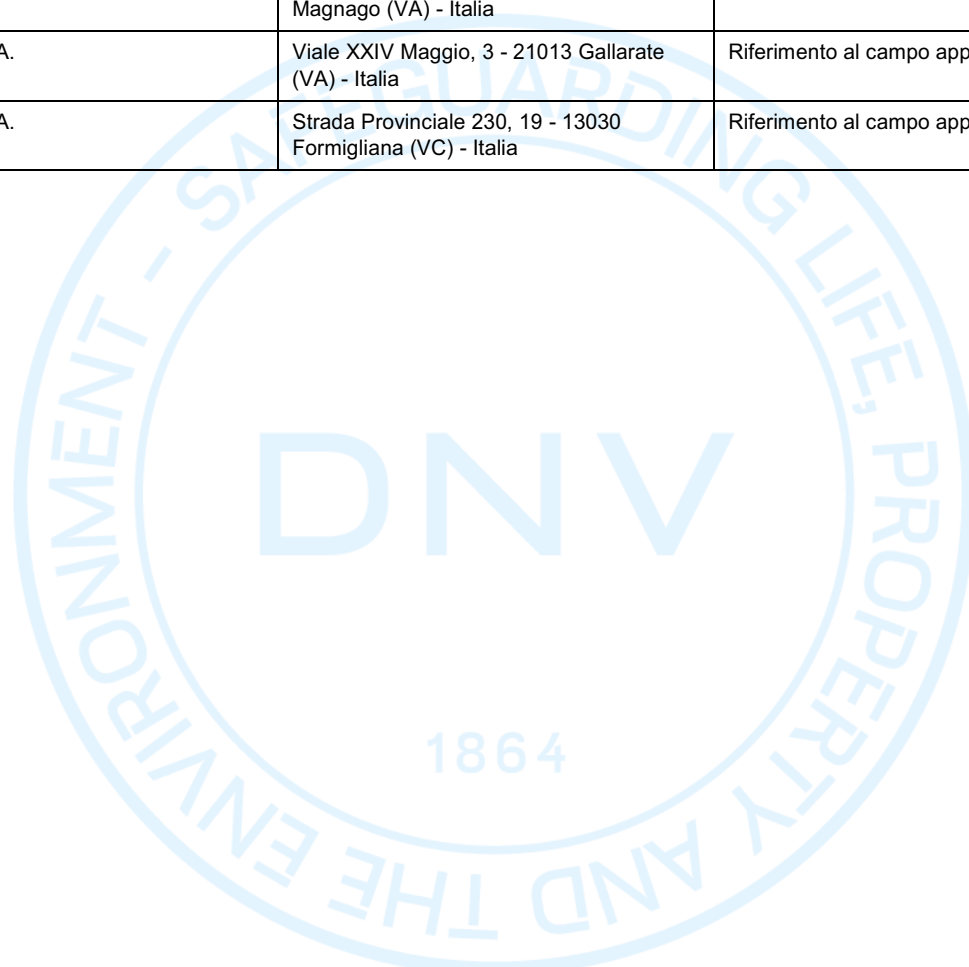 Magnago (VA) - Italia
A.
Viale XXIV Maggio, 3 - 21013 Gallarate
(VA) - Italia
Riferimento al campo app
A.
Strada Provinciale 230, 19 - 13030
Formigliana (VC) - Italia
Riferimento al campo app
SAFEGUARDING LIFE, PROPERTY AND THE ENVIRONMENT -
DNV
1864